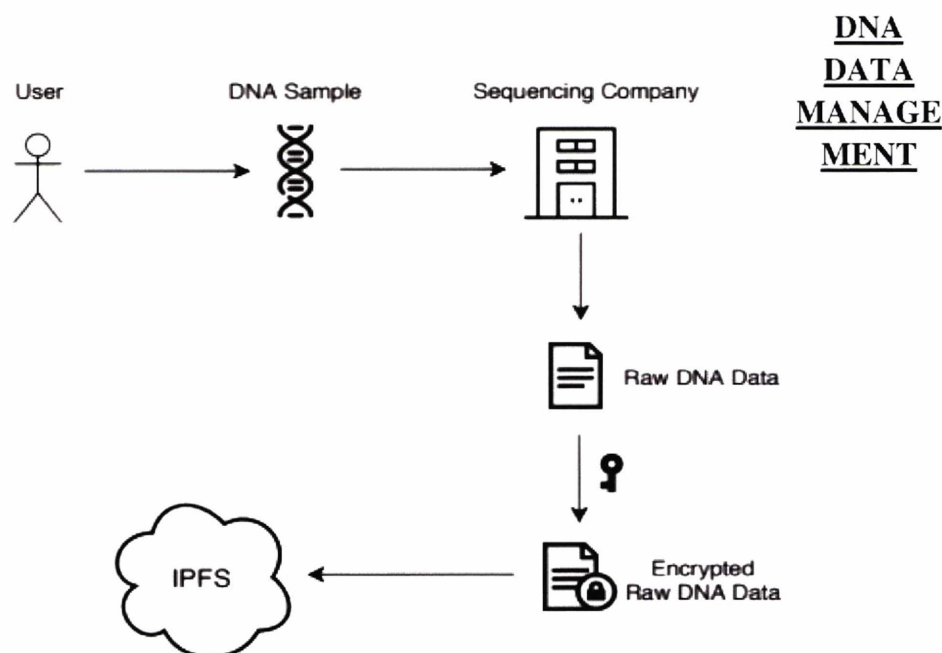 DNA
DATA
MANAGE
MENT
User
DNA Sample
Sequencing Company
Raw DNA Data
Encrypted
Raw DNA Data
IPFS